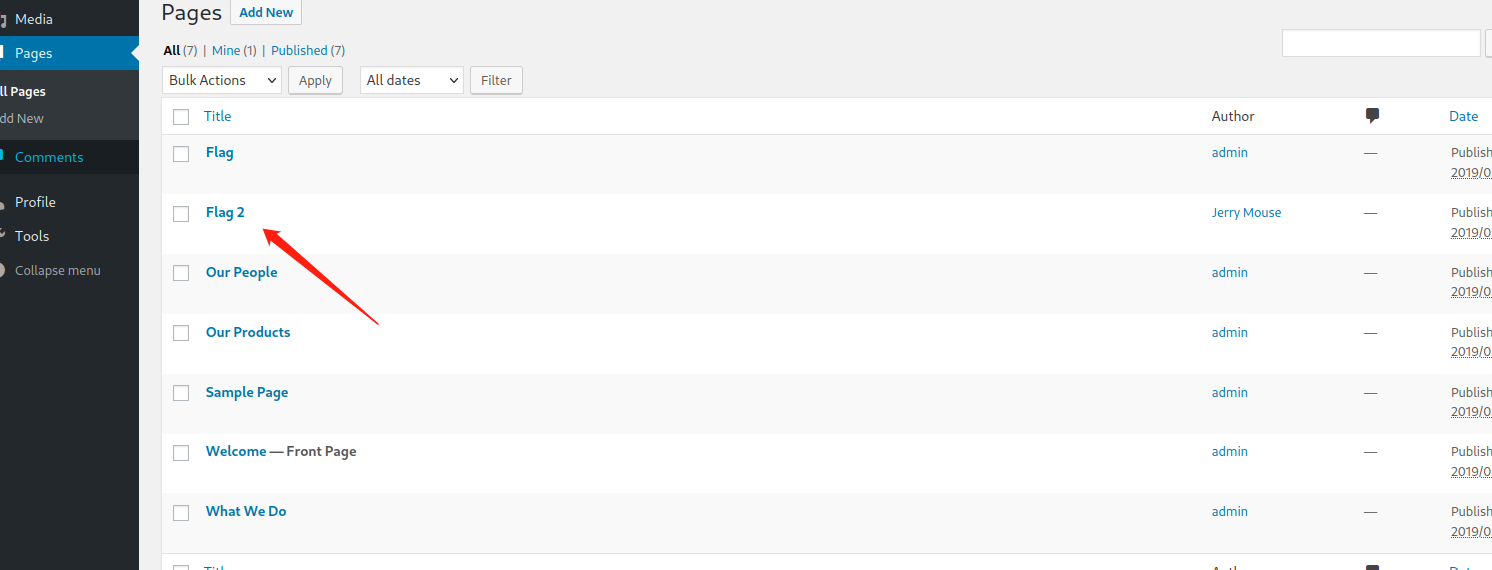 Media
Pages
Add New
Pages
All (7) | Mine (1) | Published (7)
ll Pages
Bulk Actions
Apply
All dates
Filter
dd New
Title
Author
Date
Comments
Flag
admin
—
Publish
2019/0
Profile
Flag 2
Jerry Mouse
—
Publish
2019/0
Tools
Collapse menu
Our People
admin
—
Publish
2019/0
Our Products
admin
—
Publish
2019/0
Sample Page
admin
—
Publish
2019/0
Welcome — Front Page
admin
—
Publish
2019/0
What We Do
admin
—
Publish
2019/0